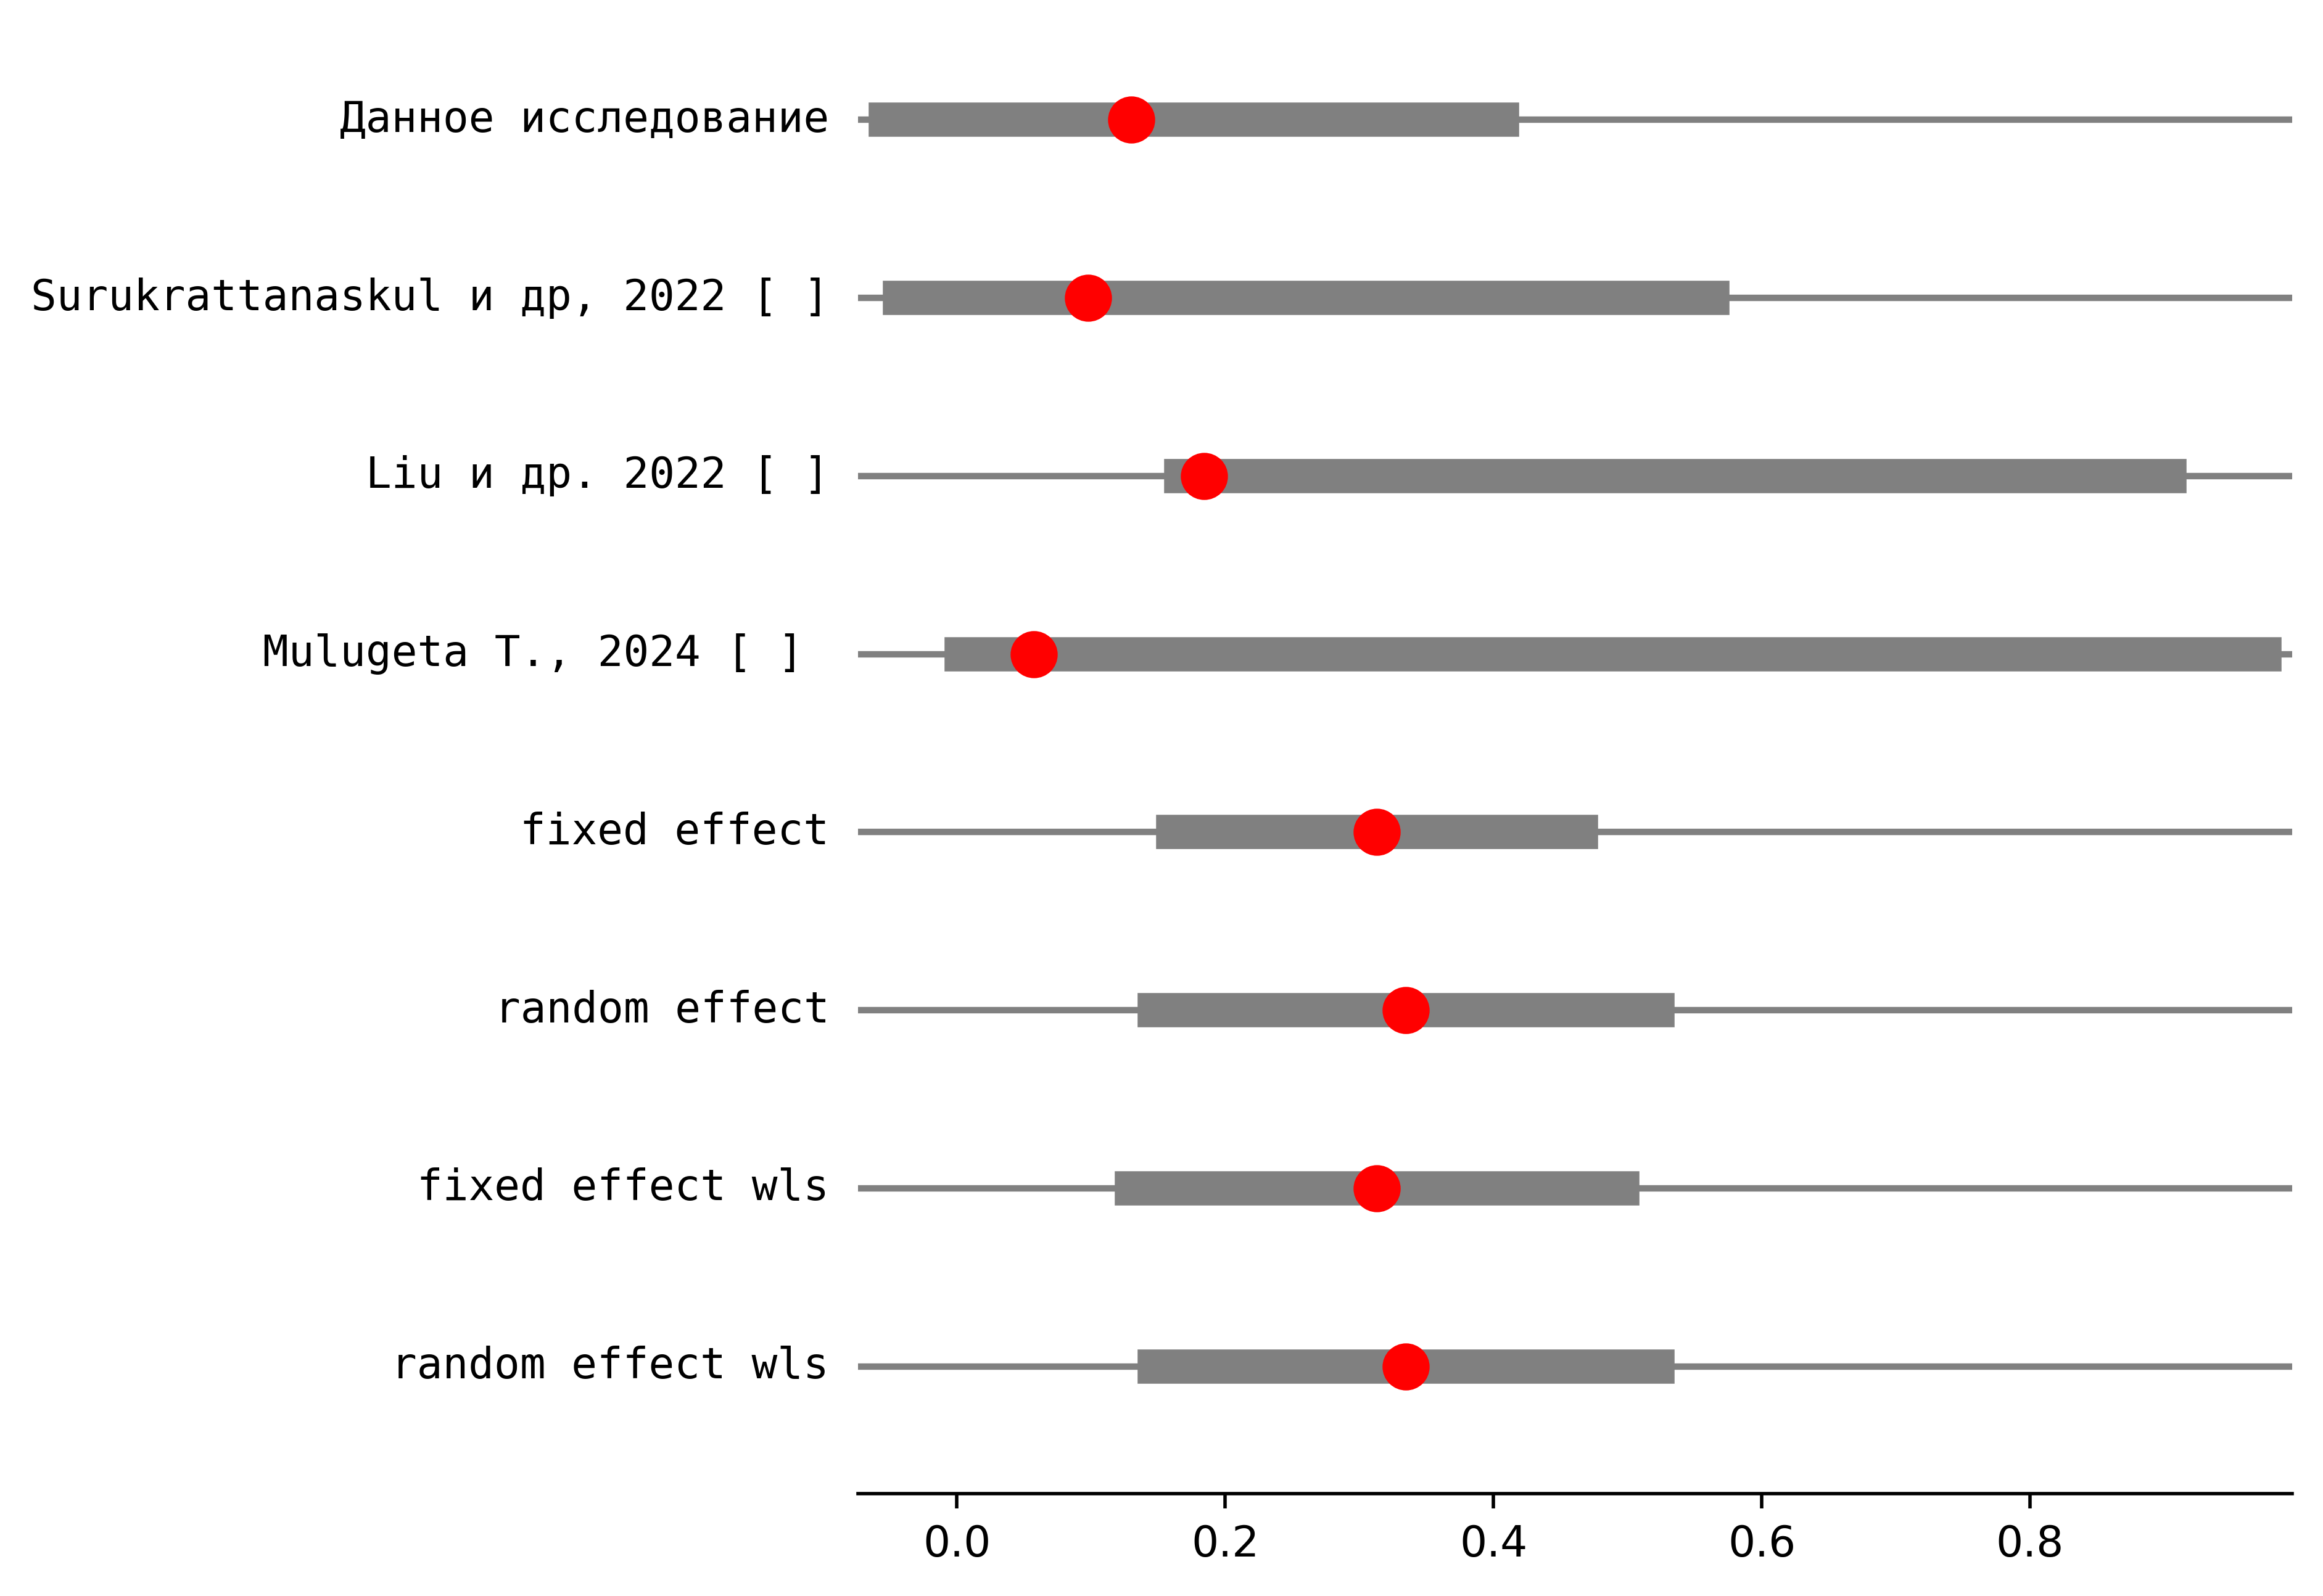 Данное исследование
Surukrattanaskul и др, 2022 [ ]
Liu и др. 2022 [ ]
Mulugeta T., 2024 [ ]
fixed effect
random effect
fixed effect wls
random effect wls
0.0 0.2 0.4 0.6 0.8